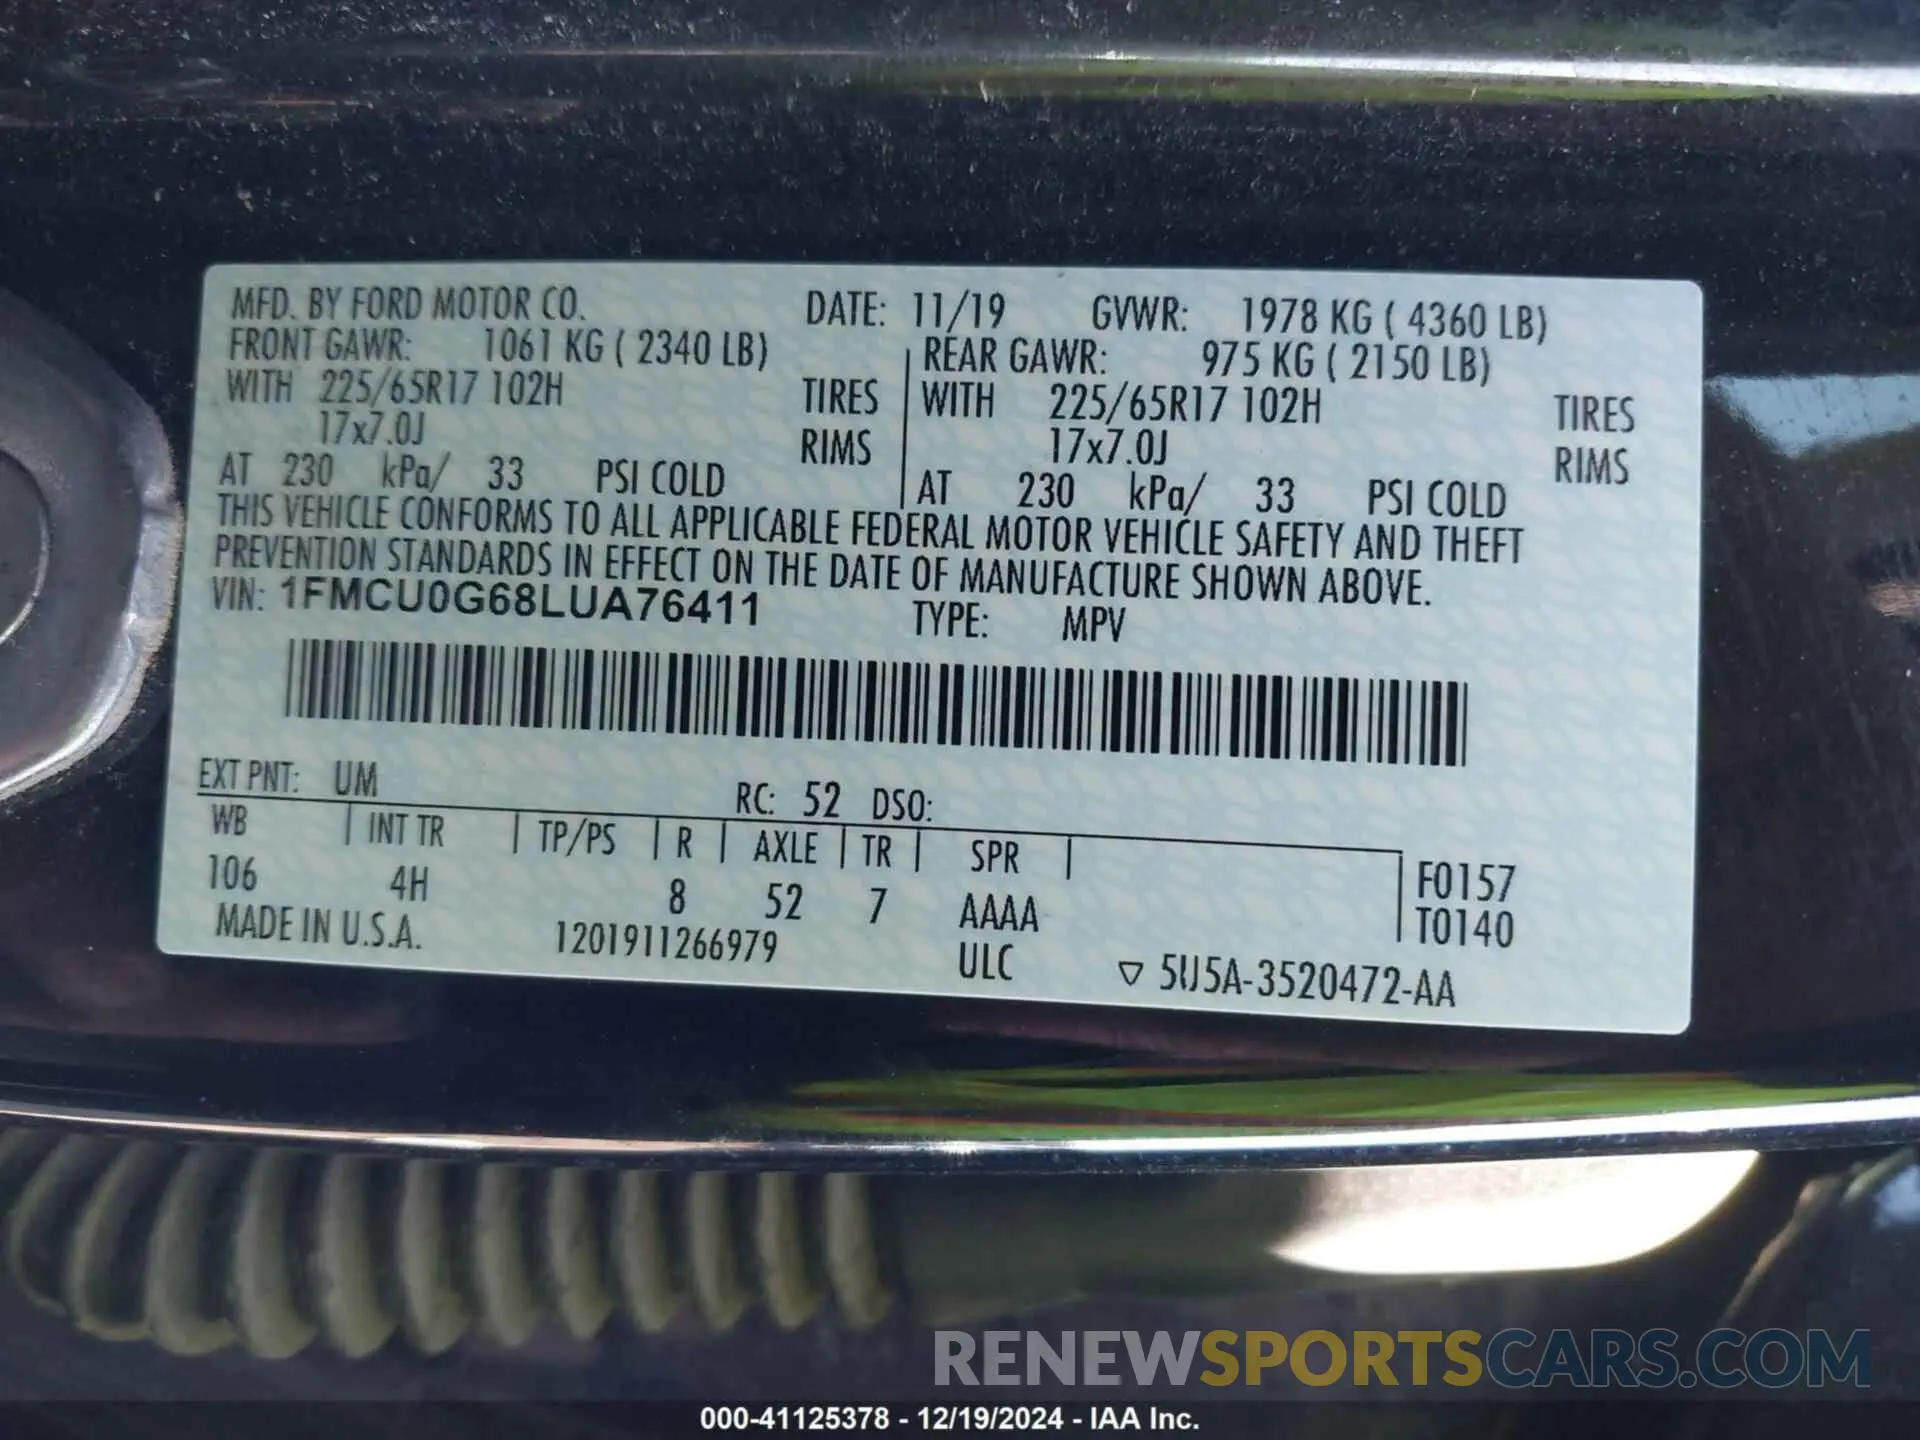 MFD. BY FORD MOTOR CO. DATE: 11/19 GVWR: 1978 KG ( 4360 LB)
FRONT GAWR: 1061 KG ( 2340 LB) REAR GAWR: 975 KG ( 2150 LB)
WITH 225/65R17 102H TIRES WITH 225/65R17 102H TIRES
17x7.0J RIMS 17x7.0J RIMS
AT 230 kPa/ 33 PSI COLD AT 230 kPa/ 33 PSI COLD
THIS VEHICLE CONFORMS TO ALL APPLICABLE FEDERAL MOTOR VEHICLE SAFETY AND THEFT
PREVENTION STANDARDS IN EFFECT ON THE DATE OF MANUFACTURE SHOWN ABOVE.
VIN: 1FMCU0G68LUA76411 TYPE: MPV
EXT PNT: UM RC: 52 DSO:
WB INT TR TP/PS R AXLE TR SPR
106 4H 8 52 7 AAAA F0157
T0140
MADE IN U.S.A. 1201911266979 ULC ▽ 5U5A-3520472-AA
RENEWSPORTSCARS.COM
000-41125378 - 12/19/2024 - IAA Inc.